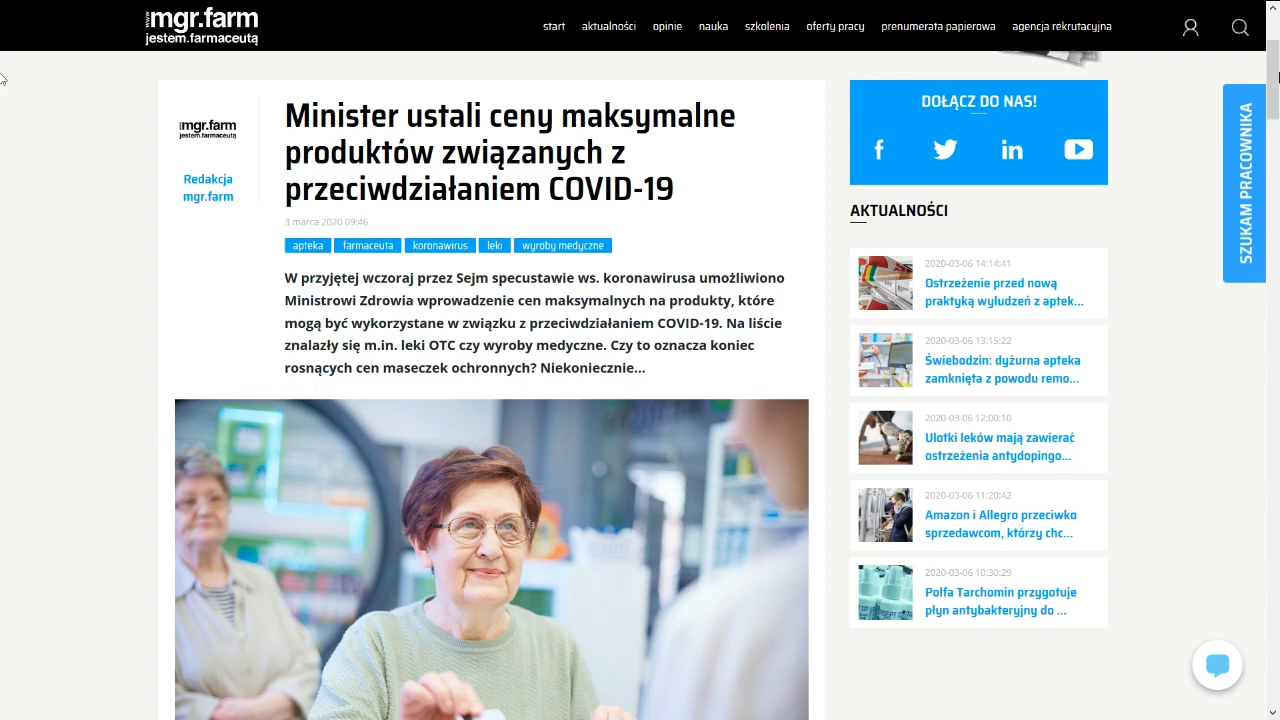 www.mgr.farm
jestem.farmaceutą
start aktualności opinie nauka szkolenia oferty pracy prenumerata papierowa agencja rekrutacyjna
mgr.farm
jestem.farmaceutą
Redakcja
mgr.farm
Minister ustali ceny maksymalne
produktów związanych z
przeciwdziałaniem COVID-19
3 marca 2020 09:46
apteka farmaceuta koronawirus leki wyroby medyczne
W przyjętej wczoraj przez Sejm specustawie ws. koronawirusa umożliwiono
Ministrowi Zdrowia wprowadzenie cen maksymalnych na produkty, które
mogą być wykorzystane w związku z przeciwdziałaniem COVID-19. Na liście
znalazły się m.in. leki OTC czy wyroby medyczne. Czy to oznacza koniec
rosnących cen maseczek ochronnych? Niekoniecznie...
DOŁĄCZ DO NAS!
AKTUALNOŚCI
2020-03-06 14:14:41
Ostrzeżenie przed nową
praktyką wyłudzeń z aptek...
2020-03-06 13:15:22
Świebodzin: dyżurna apteka
zamknięta z powodu remo...
2020-03-06 12:00:10
Ulotki leków mają zawierać
ostrzeżenia antydopingo...
2020-03-06 11:20:42
Amazon i Allegro przeciwko
sprzedawcom, którzy chc...
2020-03-06 10:30:29
Polfa Tarchomin przygotuje
płyn antybakteryjny do ...
SZUKAM PRACOWNIKA